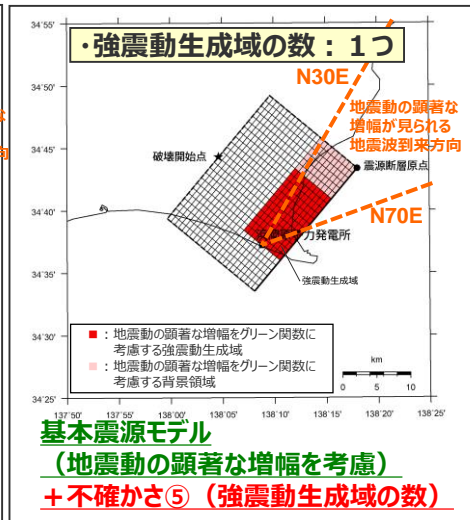 ・強震動生成域の数：１つ
34˚55'
34˚50'
34˚45'
34˚40'
34˚35'
34˚30'
34˚25'
N30E
地震動の顕著な
増幅が見られる
地震波到来方向
破壊開始点
震源断層原点
N70E
力発電所
強震動生成域
■：地震動の顕著な増幅をグリーン関数に
考慮する強震動生成域
■：地震動の顕著な増幅をグリーン関数に
考慮する背景領域
km
0 5 10
137˚50' 137˚55' 138˚00' 138˚05' 138˚10' 138˚15' 138˚20' 138˚25'
基本震源モデル
（地震動の顕著な増幅を考慮）
＋不確かさ⑤（強震動生成域の数）